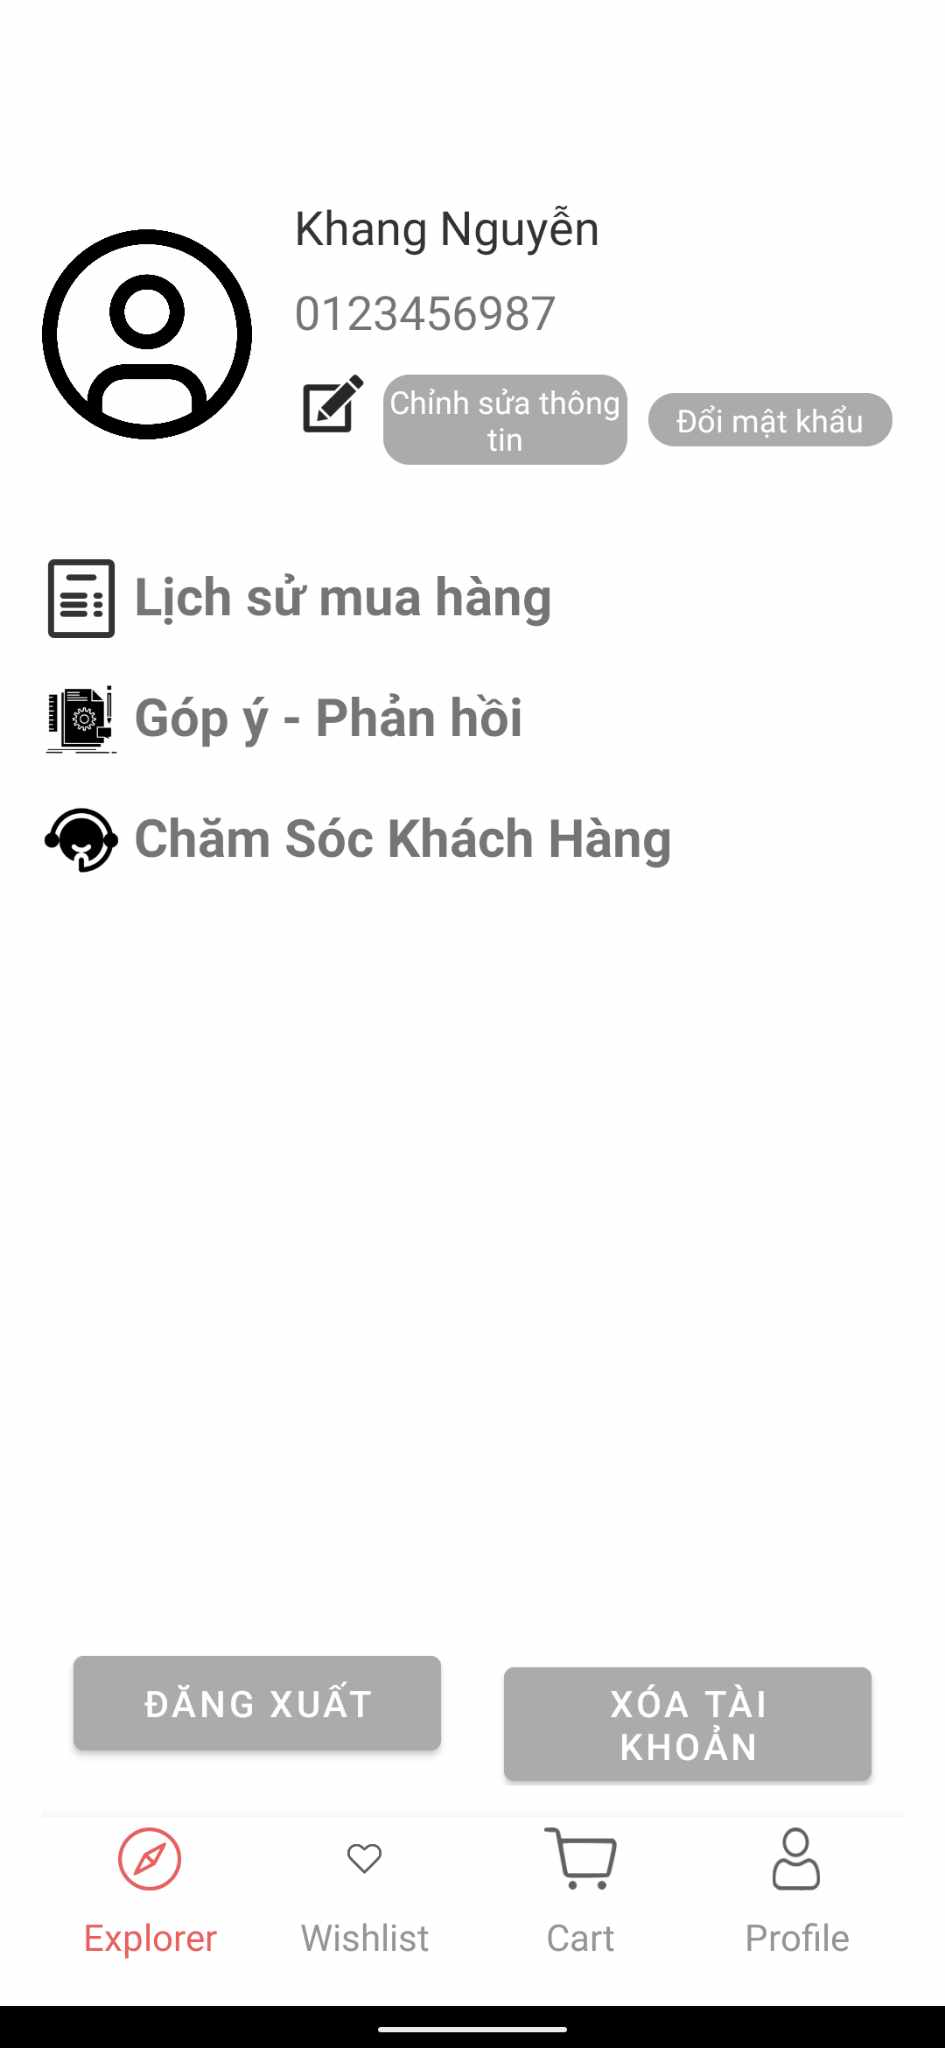 Khang Nguyễn
0123456987
Chỉnh sửa thông
tin
Đổi mật khẩu
Lịch sử mua hàng
Góp ý - Phản hồi
Chăm Sóc Khách Hàng
ĐĂNG XUẤT
XÓA TÀI
KHOẢN
Explorer
Wishlist
Cart
Profile